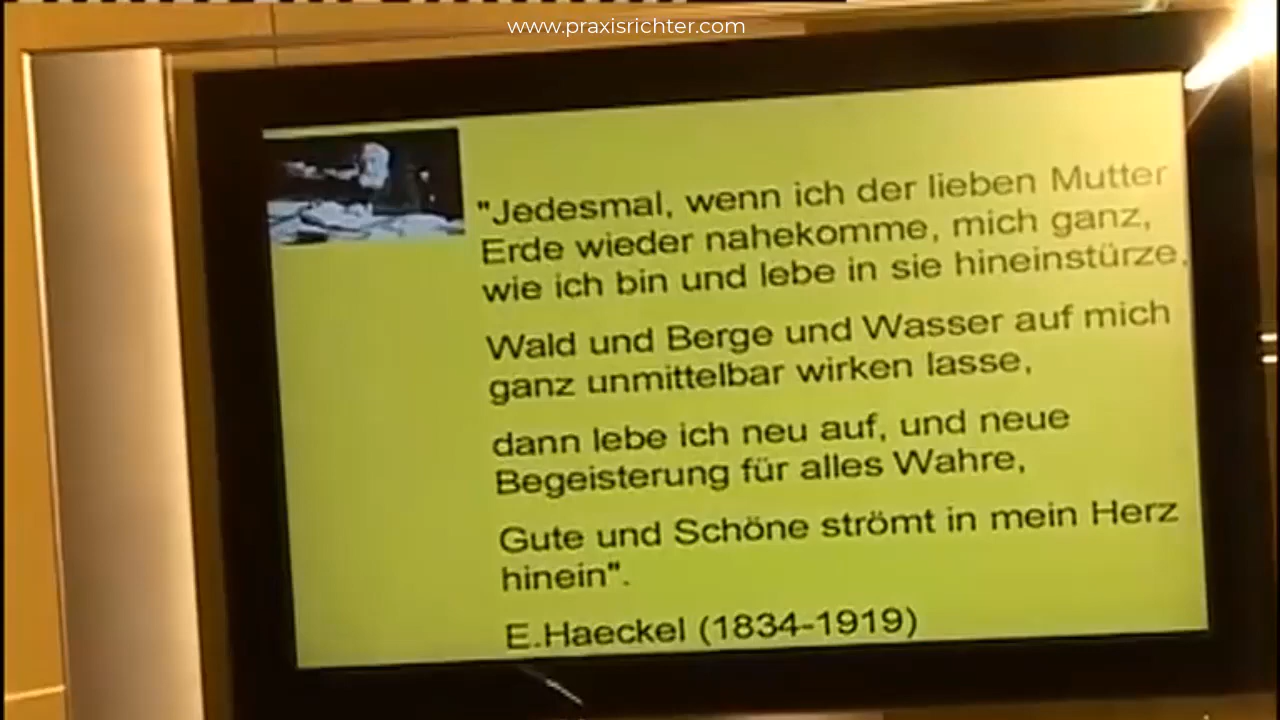 www.praxisrichter.com
"Jedesmal, wenn ich der lieben Mutter
Erde wieder nahekomme, mich ganz,
wie ich bin und lebe in sie hineinstürze,
Wald und Berge und Wasser auf mich
ganz unmittelbar wirken lasse,
dann lebe ich neu auf, und neue
Begeisterung für alles Wahre,
Gute und Schöne strömt in mein Herz
hinein".
E.Haeckel (1834-1919)